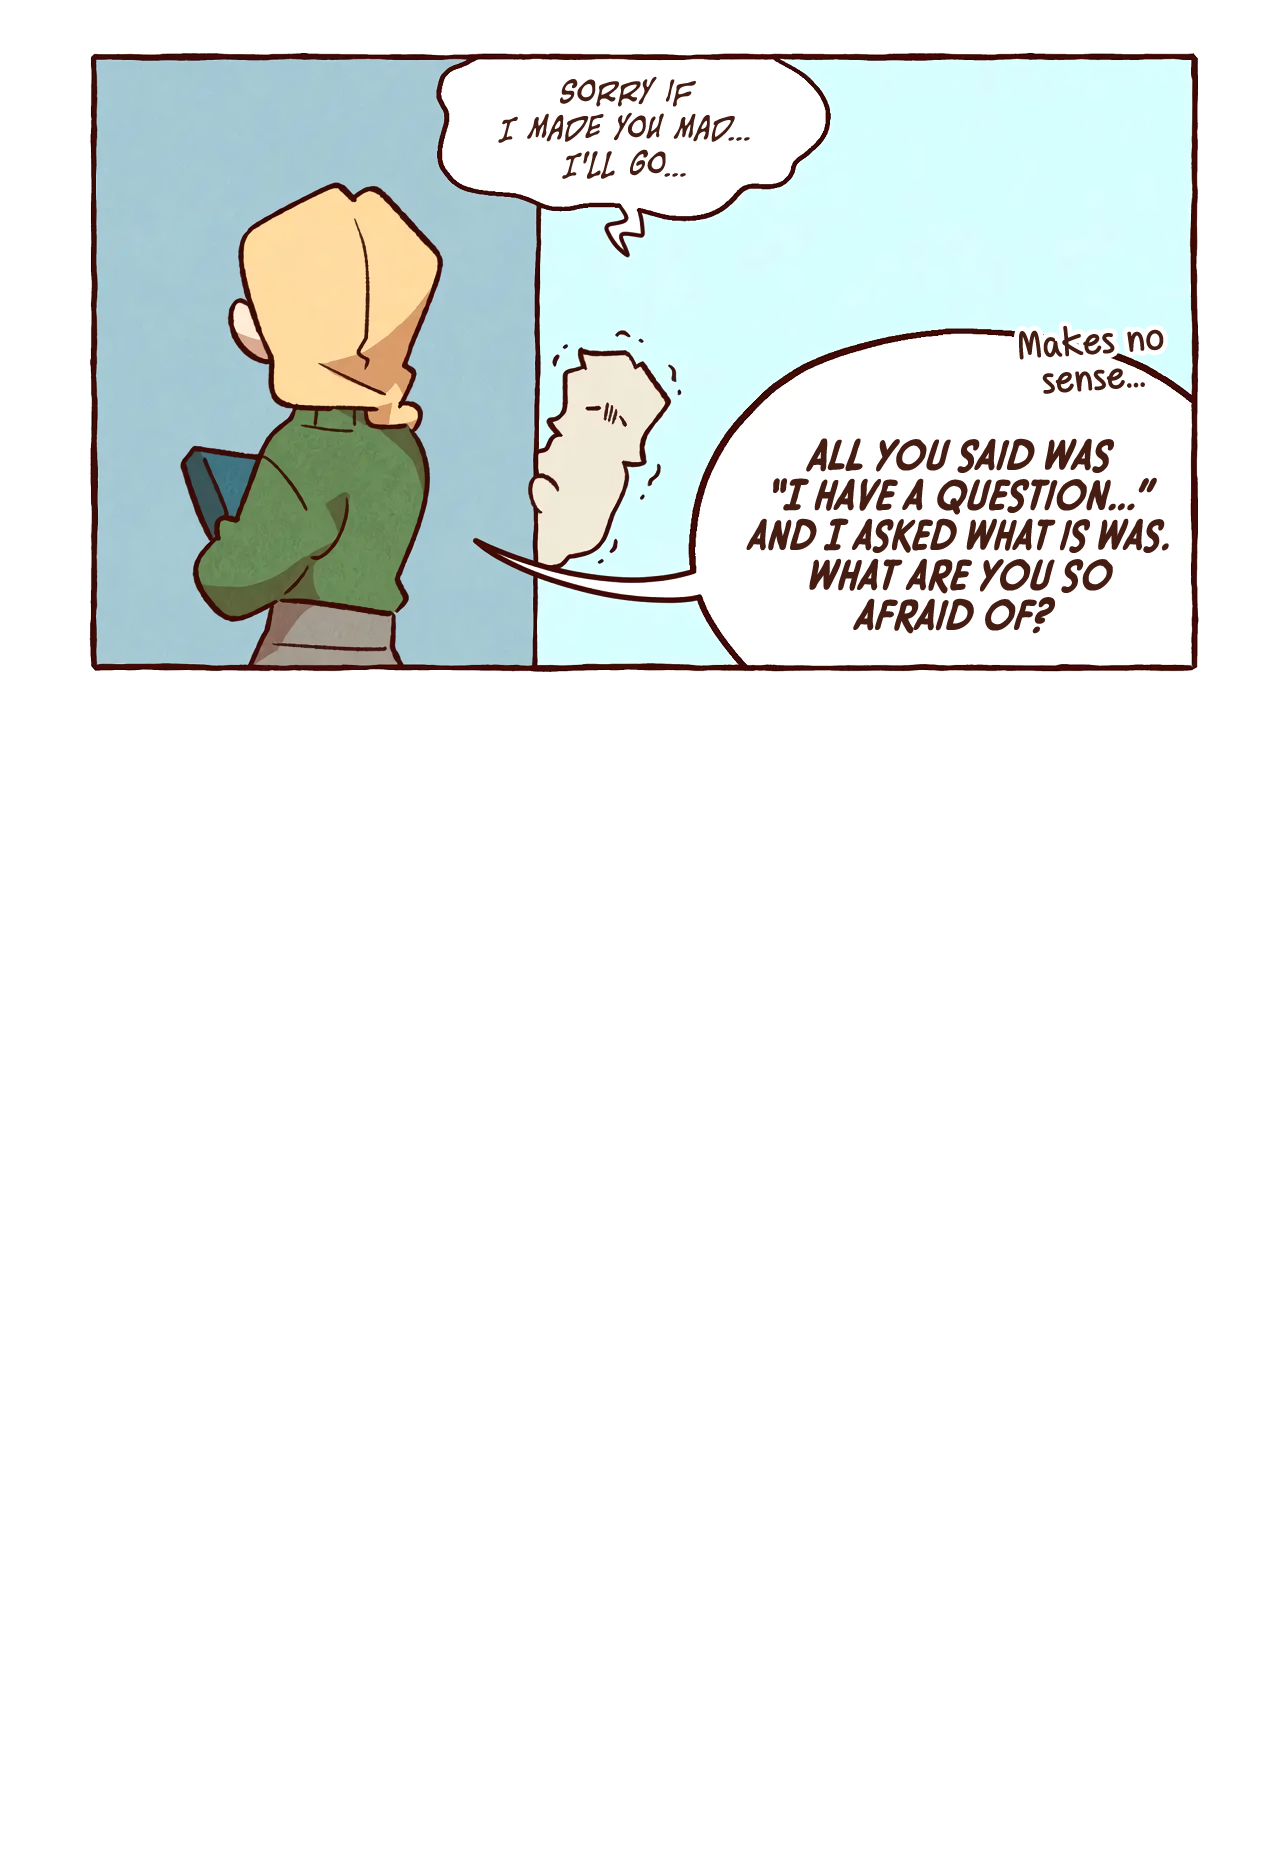 SORRY IF
I MADE YOU MAD...
I'LL GO...
Makes no
sense...
ALL YOU SAID WAS
"I HAVE A QUESTION..."
AND I ASKED WHAT IS WAS.
WHAT ARE YOU SO
AFRAID OF?